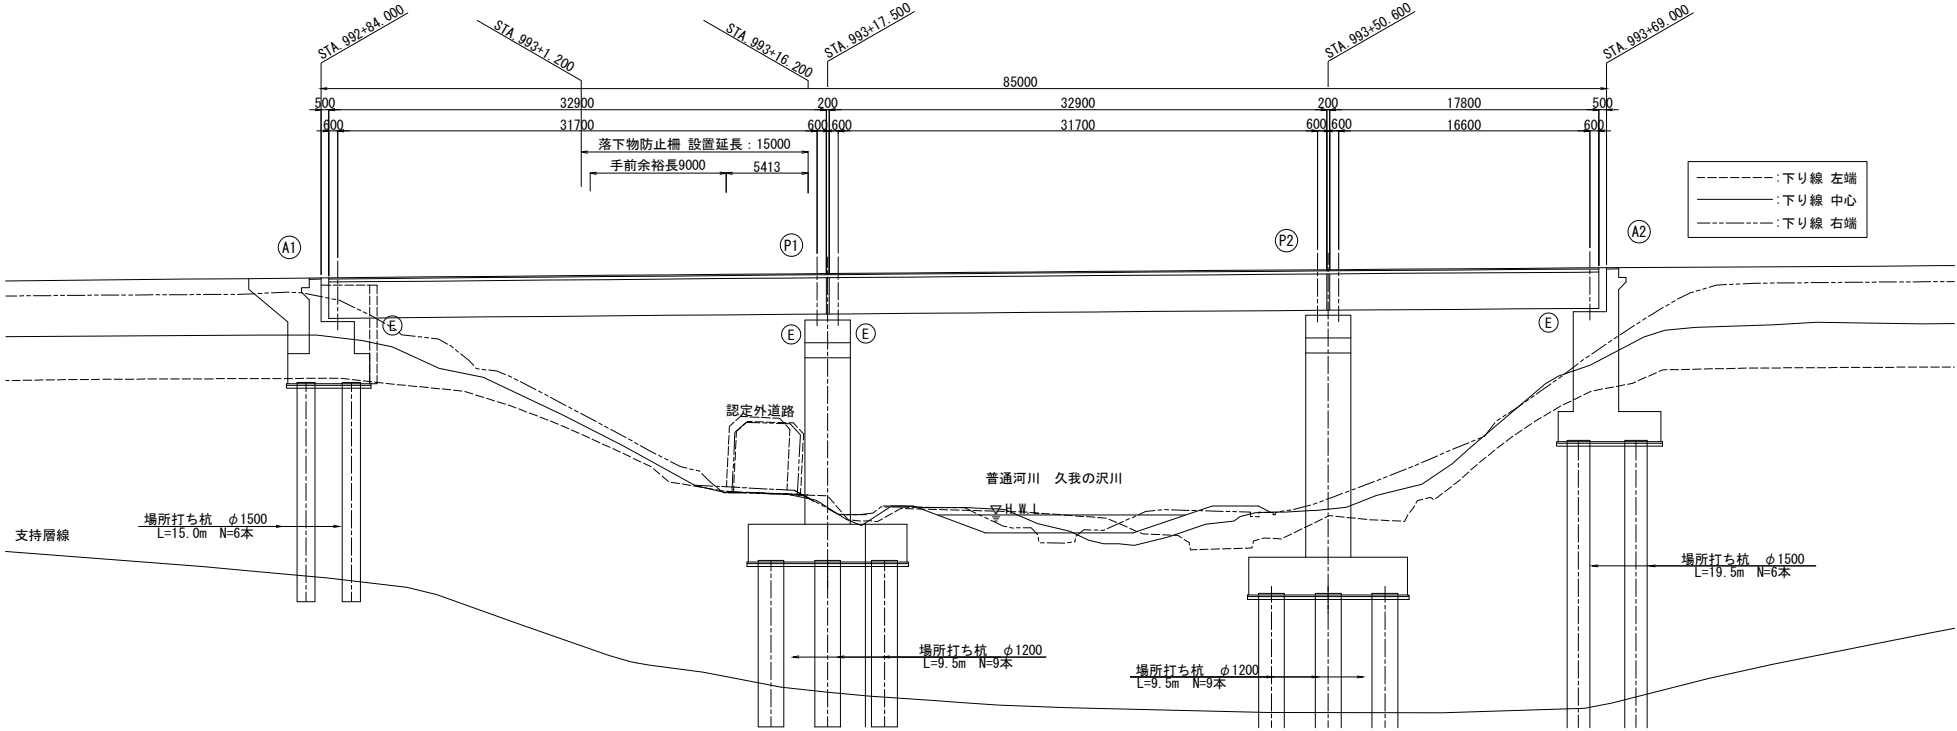 STA.992+84.000
STA.993+1.200
STA.993+16.200
STA.993+17.500
STA.993+50.600
STA.993+69.000
85000
500
32900
200
32900
200
17800
500
600
31700
600
600
31700
600
600
16600
600
落下物防止柵 設置延長：15000
手前余裕長9000
5413
:下り線 左端
:下り線 中心
:下り線 右端
A1
P1
P2
A2
E
E
E
E
認定外道路
普通河川 久我の沢川
H.W.L
支持層線
場所打ち杭 φ1500
L=15.0m N=6本
場所打ち杭 φ1200
L=9.5m N=9本
場所打ち杭 φ1200
L=9.5m N=9本
場所打ち杭 φ1500
L=19.5m N=6本